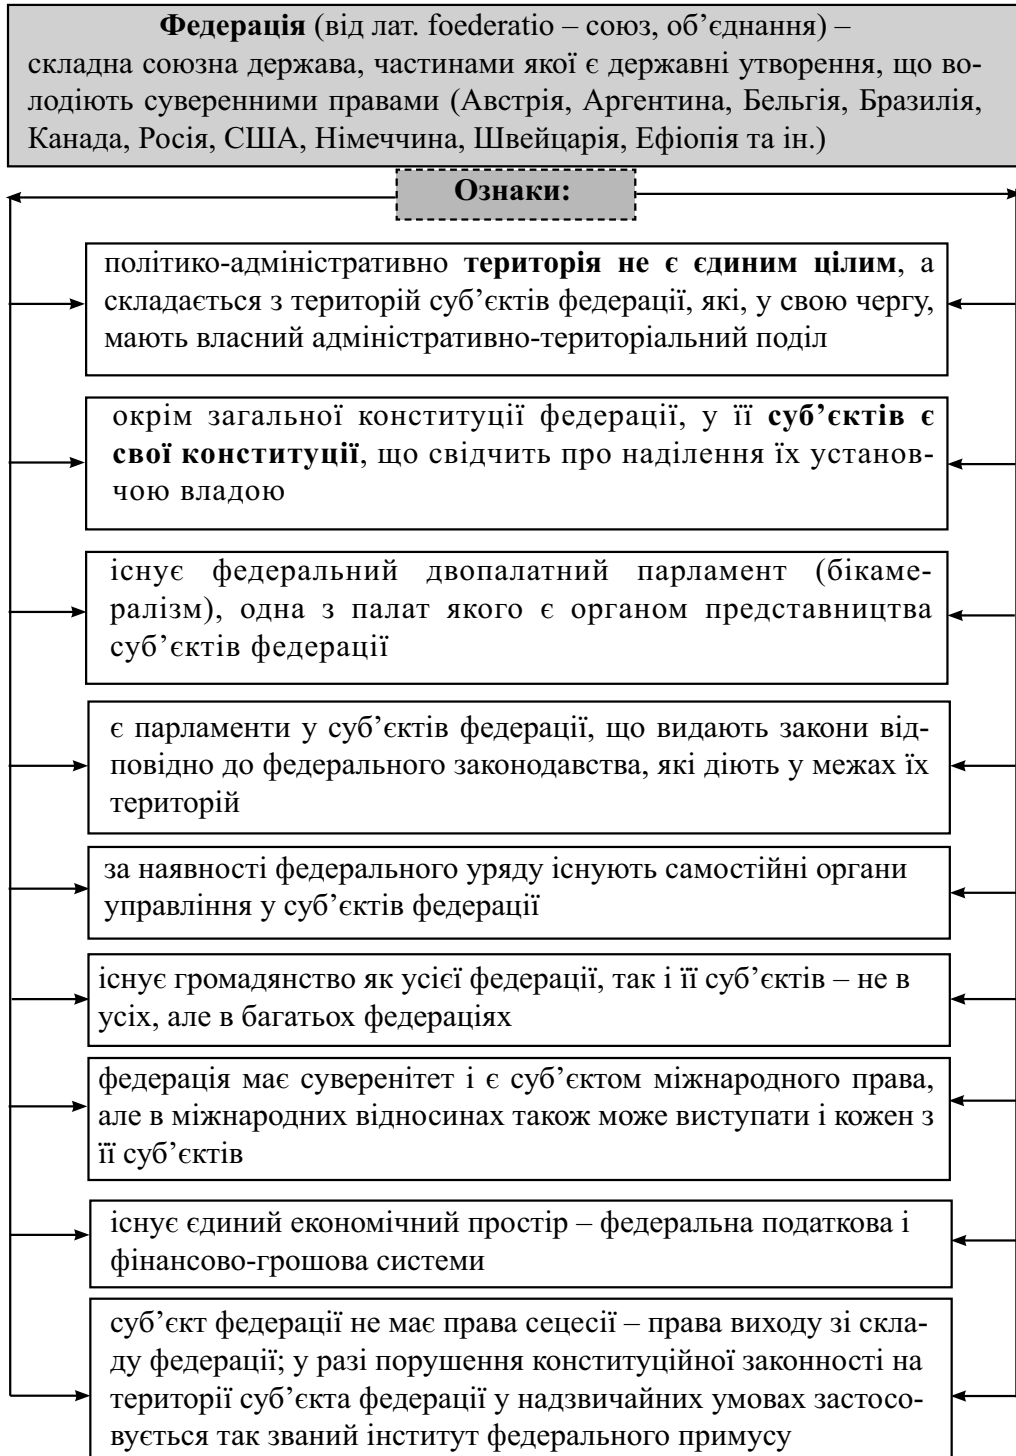 Федерація (від лат. foederatio – союз, об’єднання) –
складна союзна держава, частинами якої є державні утворення, що во-
лодіють суверенними правами (Австрія, Аргентина, Бельгія, Бразилія,
Канада, Росія, США, Німеччина, Швейцарія, Ефіопія та ін.)
Ознаки:
політико-адміністративно територія не є єдиним цілим, а
складається з територій суб’єктів федерації, які, у свою чергу,
мають власний адміністративно-територіальний поділ
окрім загальної конституції федерації, у її суб’єктів є
свої конституції, що свідчить про наділення їх установ-
чою владою
існує федеральний двопалатний парламент (бікаме-
ралізм), одна з палат якого є органом представництва
суб’єктів федерації
є парламенти у суб’єктів федерації, що видають закони від-
повідно до федерального законодавства, які діють у межах їх
територій
за наявності федерального уряду існують самостійні органи
управління у суб’єктів федерації
існує громадянство як усієї федерації, так і її суб’єктів – не в
усіх, але в багатьох федераціях
федерація має суверенітет і є суб’єктом міжнародного права,
але в міжнародних відносинах також може виступати і кожен з
її суб’єктів
існує єдиний економічний простір – федеральна податкова і
фінансово-грошова системи
суб’єкт федерації не має права сецесії – права виходу зі скла-
ду федерації; у разі порушення конституційної законності на
території суб’єкта федерації у надзвичайних умовах застосо-
вується так званий інститут федерального примусу